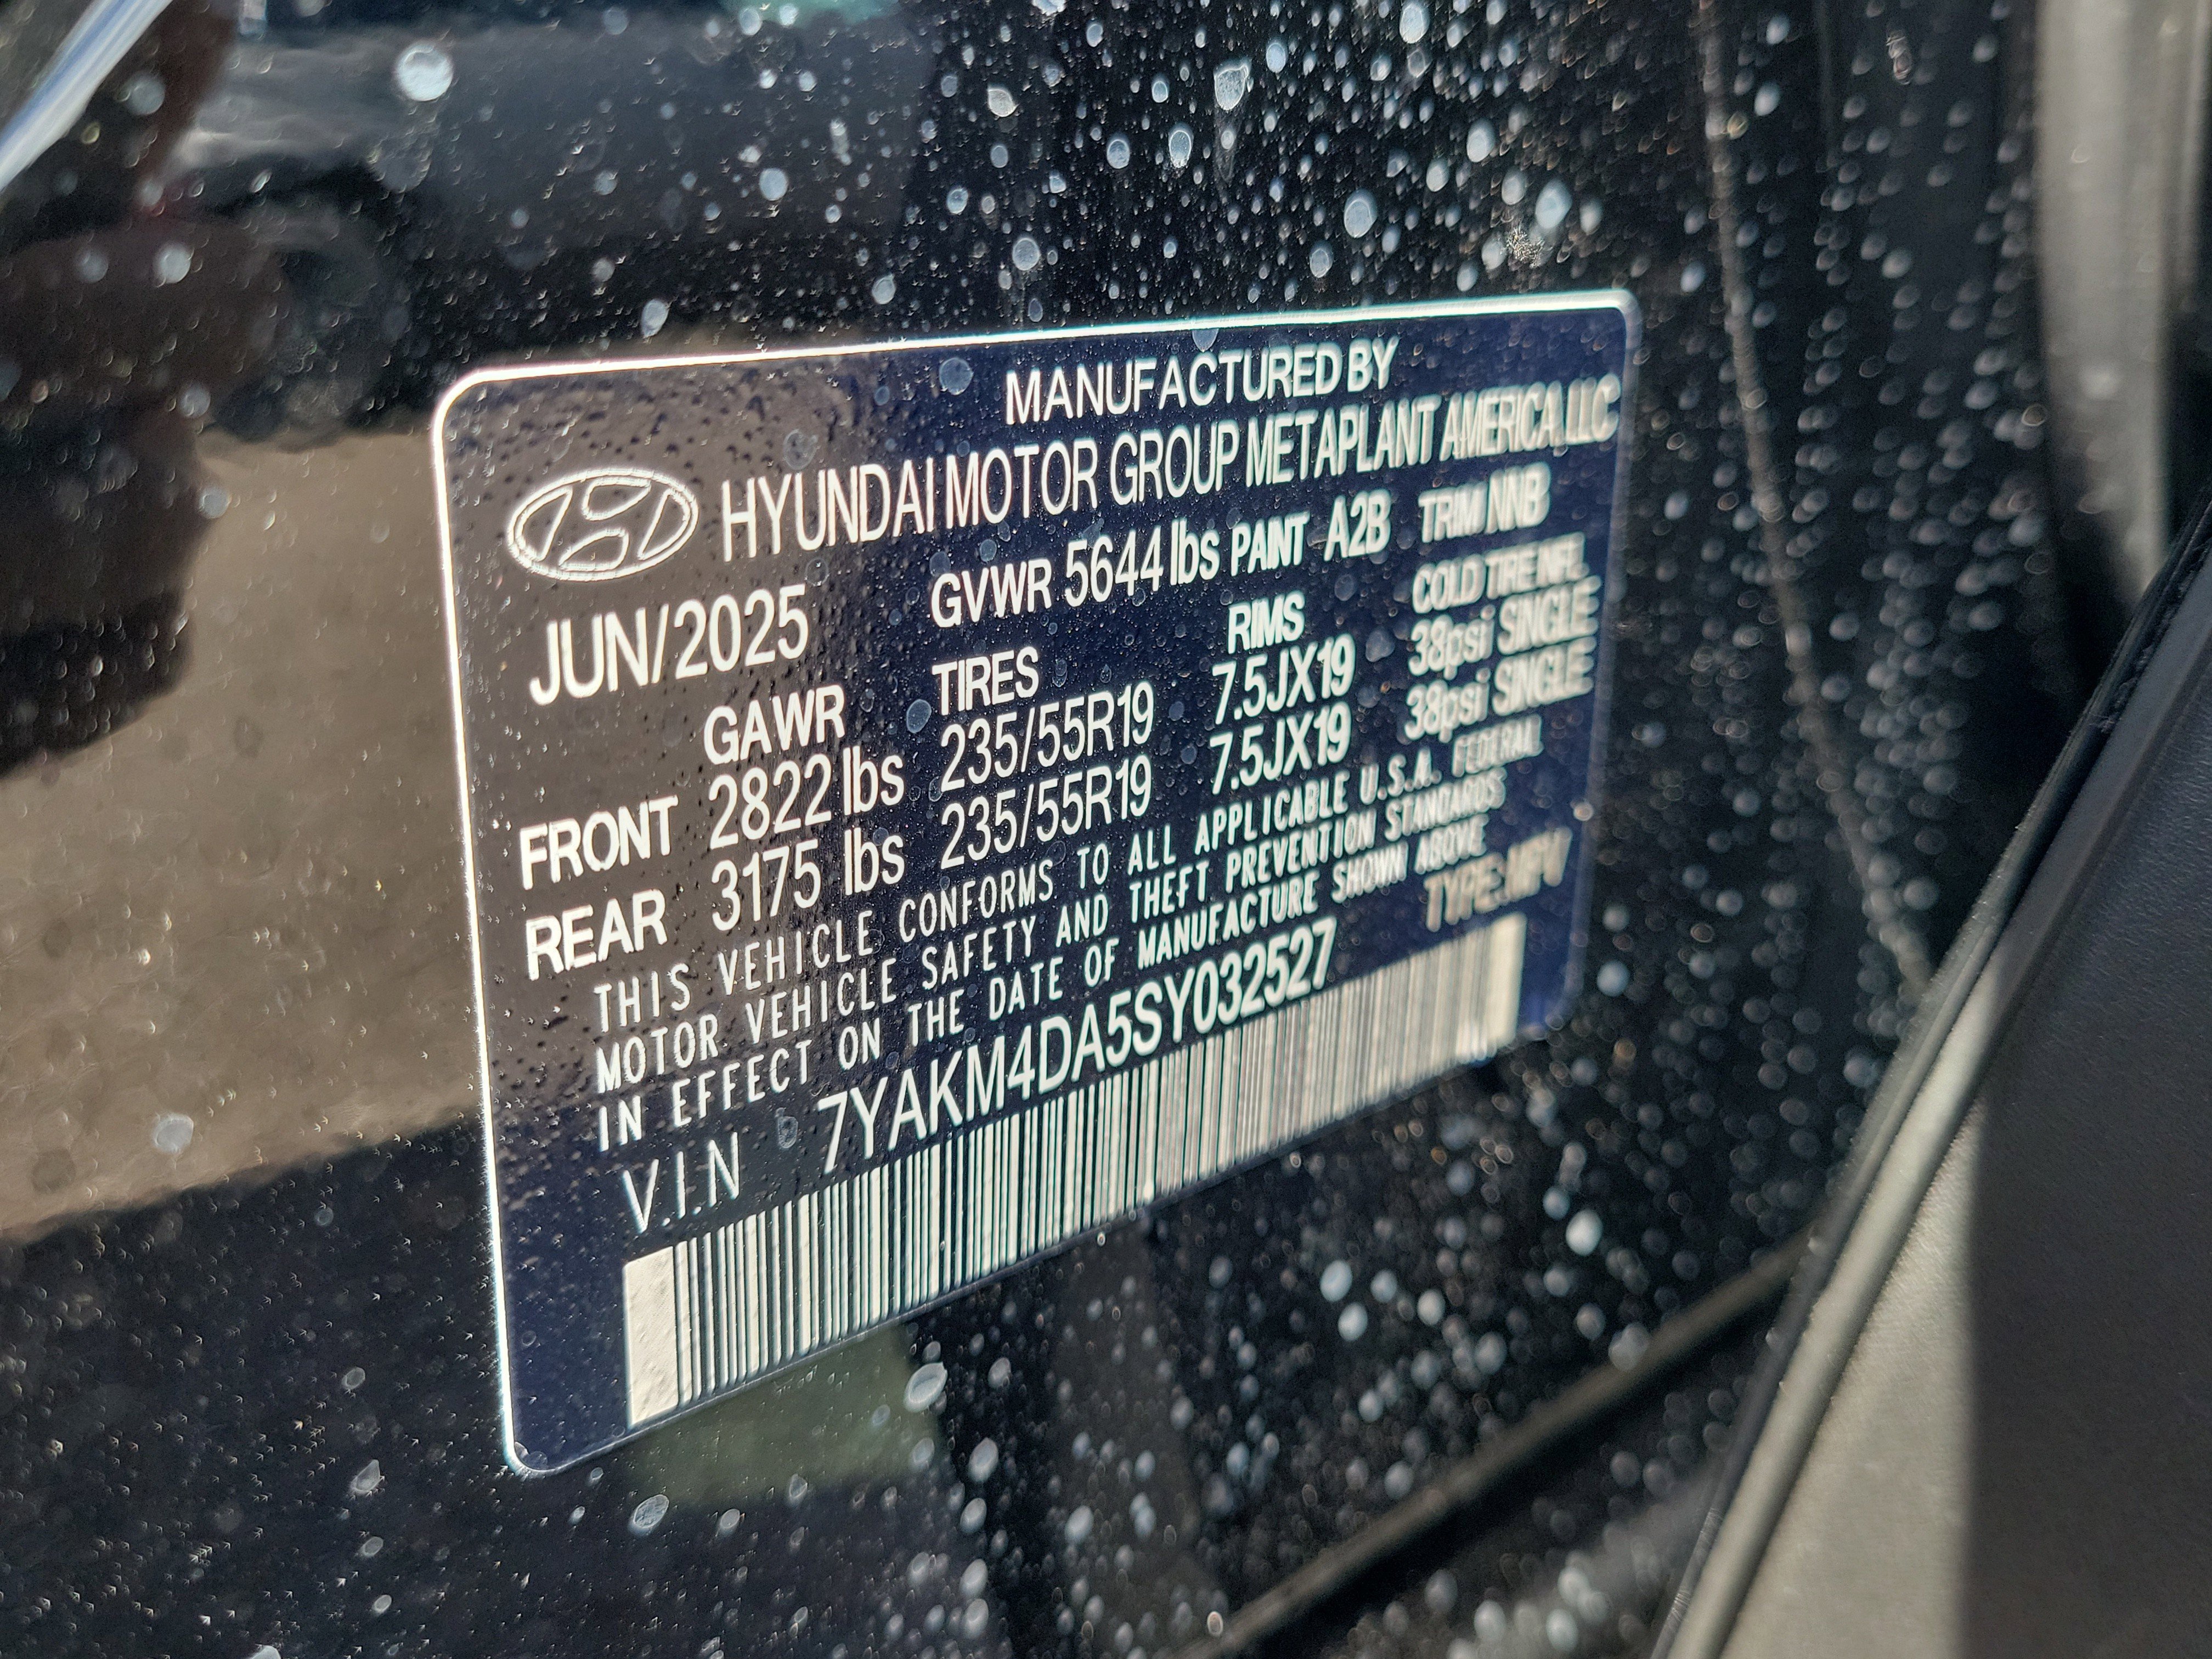 MANUFACTURED BY
HYUNDAI MOTOR GROUP METAPLANT AMERICA, LLC
JUN/2025 GVWR 5644 lbs PAINT A2B TRIM NNB
GAWR TIRES RIMS COLD TIRE INFL.
FRONT 2822 lbs 235/55R19 7.5JX19 38psi SINGLE
REAR 3175 lbs 235/55R19 7.5JX19 38psi SINGLE
THIS VEHICLE CONFORMS TO ALL APPLICABLE U.S.A. FEDERAL
MOTOR VEHICLE SAFETY AND THEFT PREVENTION STANDARDS
IN EFFECT ON THE DATE OF MANUFACTURE SHOWN ABOVE
V.I.N 7YAKM4DA5SY032527 TYPE:MPV